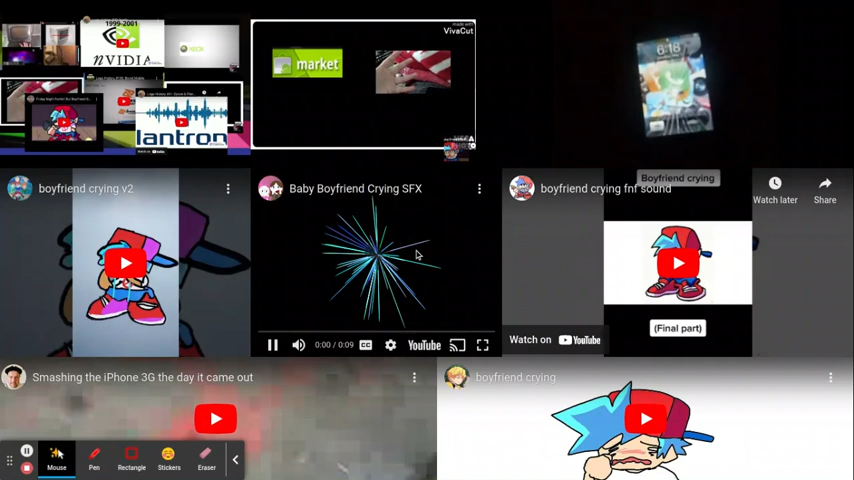 1999-2001
NVIDIA
XBOX
lantron
made with
VivaCut
market
6:18
boyfriend crying v2
Baby Boyfriend Crying SFX
0:00 / 0:09
CC
YouTube
Boyfriend crying
boyfriend crying fnf sound
Watch later
Share
(Final part)
Watch on YouTube
Smashing the iPhone 3G the day it came out
boyfriend crying
Mouse
Pen
Rectangle
Stickers
Eraser